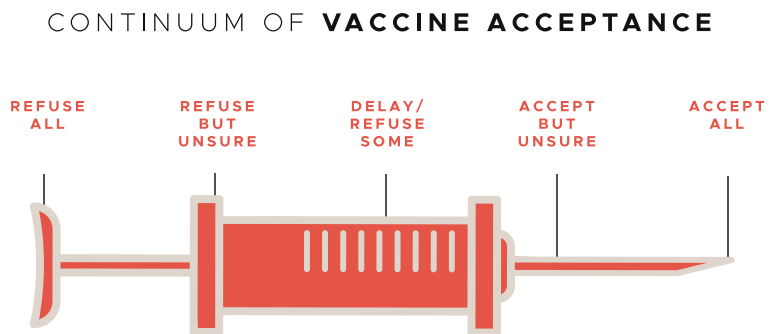 CONTINUUM OF VACCINE ACCEPTANCE
REFUSE
ALL
REFUSE
BUT
UNSURE
DELAY/
REFUSE
SOME
ACCEPT
BUT
UNSURE
ACCEPT
ALL